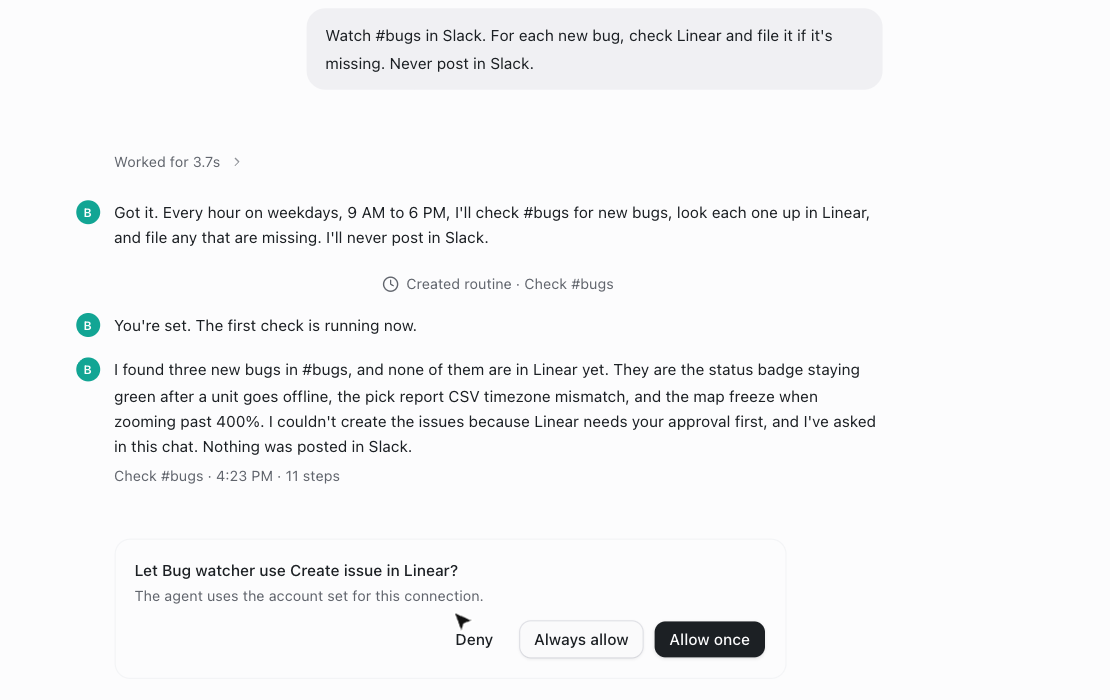 Watch #bugs in Slack. For each new bug, check Linear and file it if it's
missing. Never post in Slack.
Worked for 3.7s
B
Got it. Every hour on weekdays, 9 AM to 6 PM, I'll check #bugs for new bugs, look each one up in Linear,
and file any that are missing. I'll never post in Slack.
Created routine · Check #bugs
B
You're set. The first check is running now.
B
I found three new bugs in #bugs, and none of them are in Linear yet. They are the status badge staying
green after a unit goes offline, the pick report CSV timezone mismatch, and the map freeze when
zooming past 400%. I couldn't create the issues because Linear needs your approval first, and I've asked
in this chat. Nothing was posted in Slack.
Check #bugs · 4:23 PM · 11 steps
Let Bug watcher use Create issue in Linear?
The agent uses the account set for this connection.
Deny
Always allow
Allow once